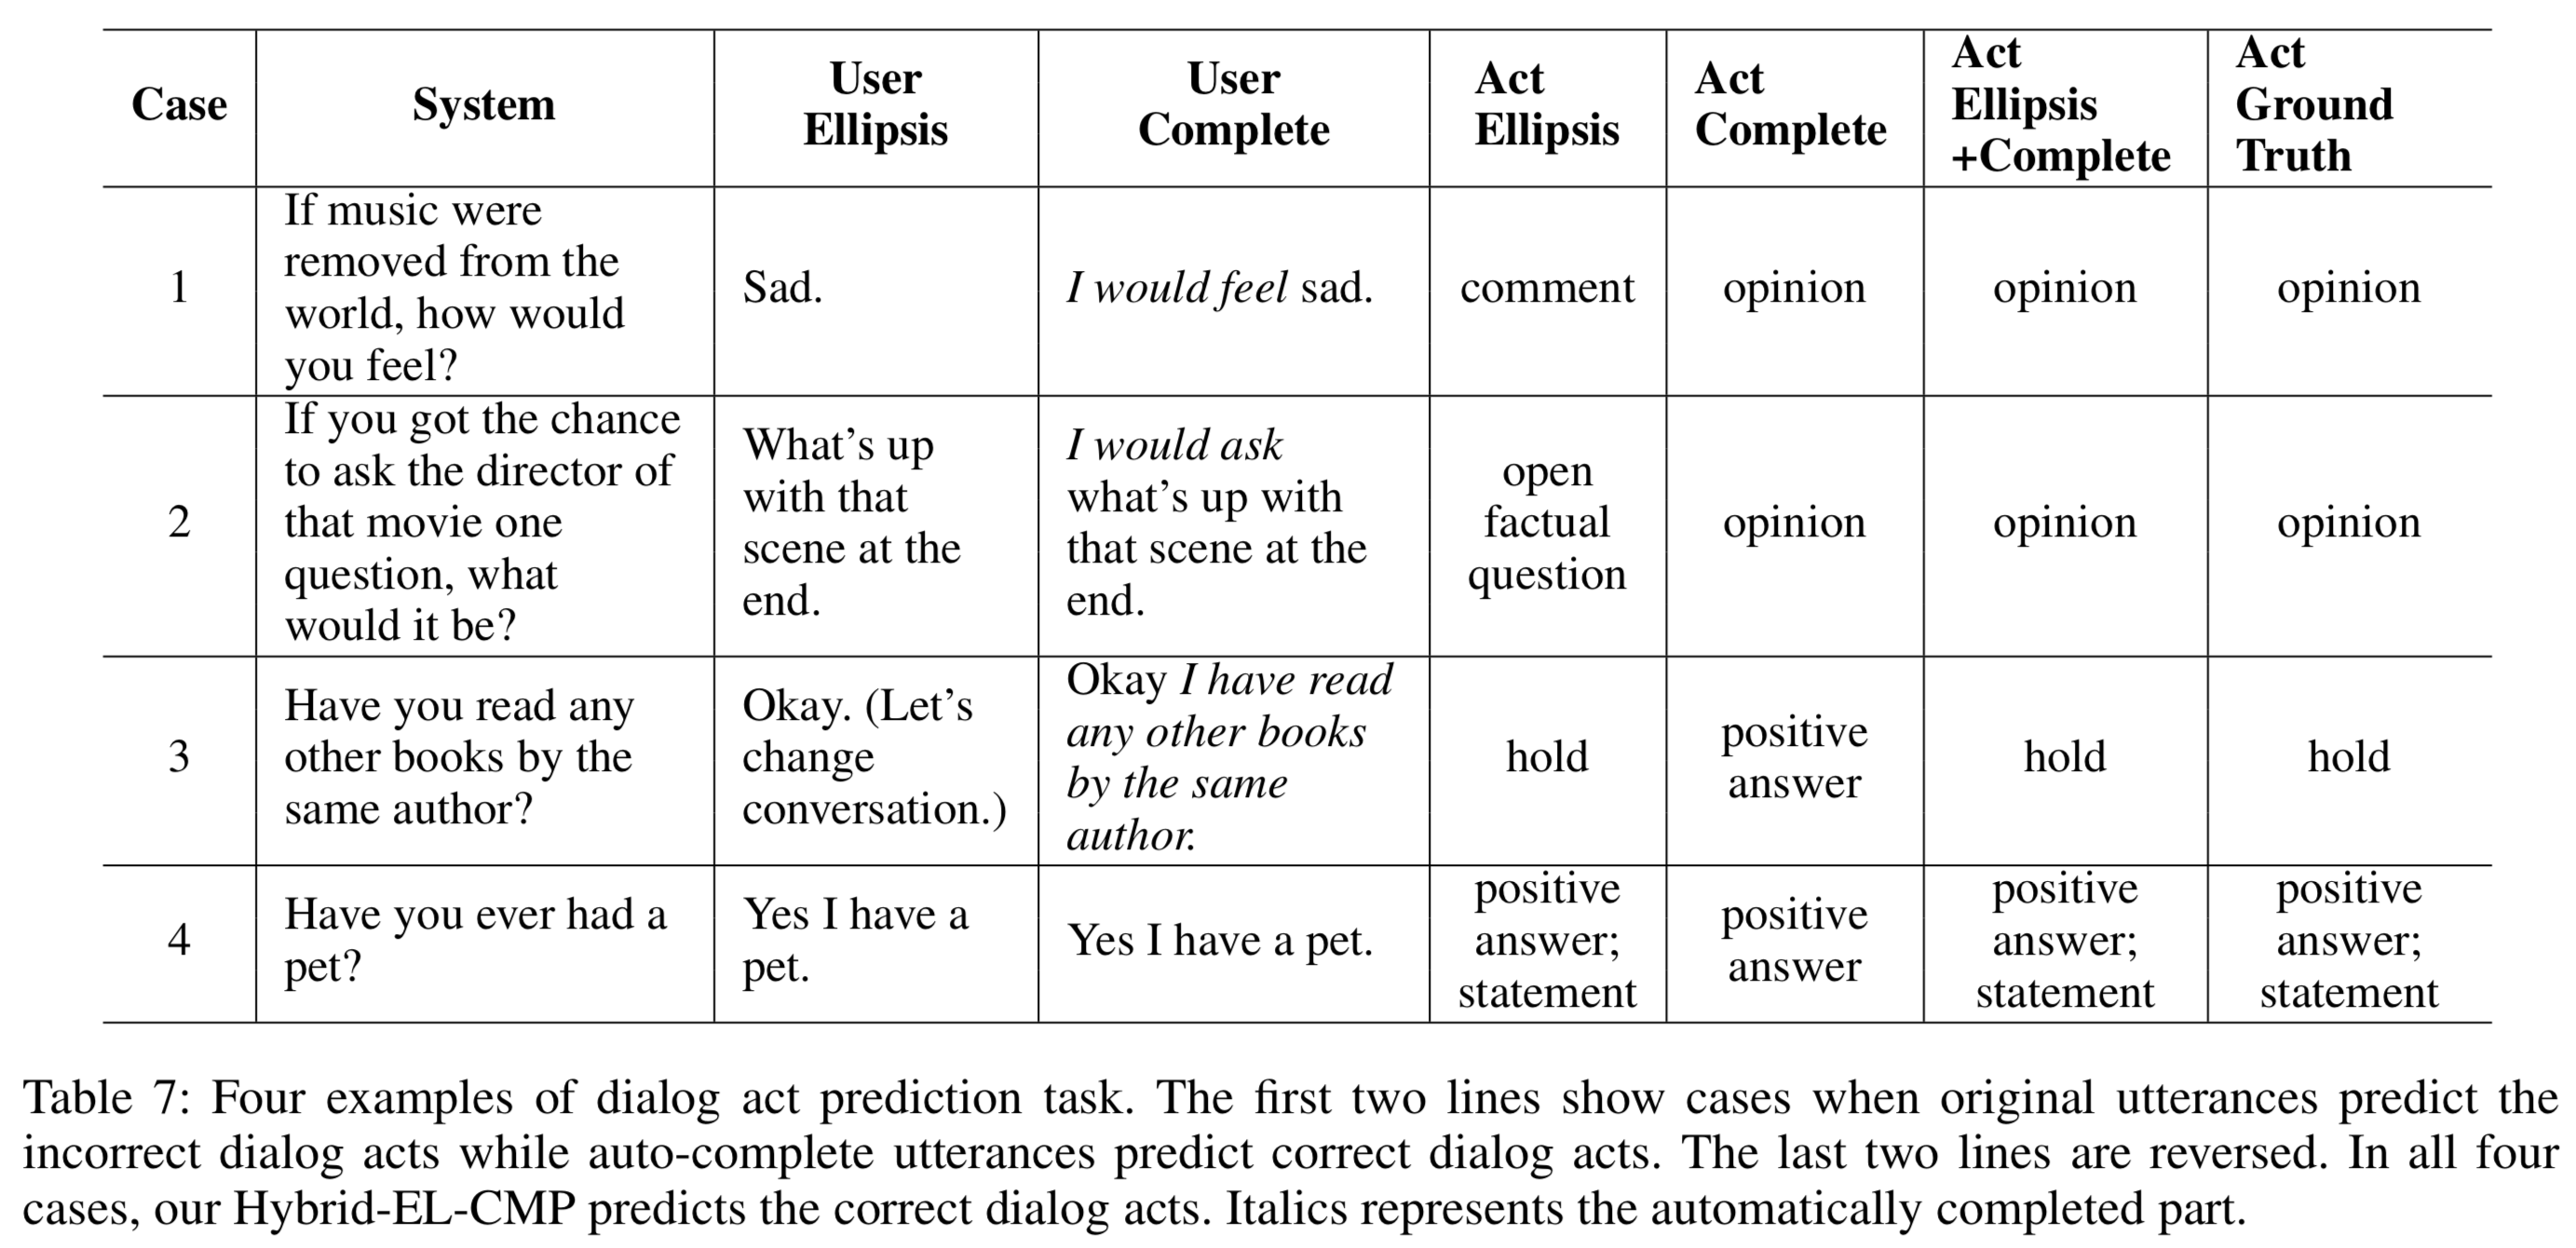 Case
System
User
Ellipsis
User
Complete
Act
Ellipsis
Act
Complete
Act
Ellipsis
+Complete
Act
Ground
Truth
1
If music were
removed from the
world, how would
you feel?
Sad.
I would feel sad.
comment
opinion
opinion
opinion
2
If you got the chance
to ask the director of
that movie one
question, what
would it be?
What's up
with that
scene at the
end.
I would ask
what's up with
that scene at the
end.
open
factual
question
opinion
opinion
opinion
3
Have you read any
other books by the
same author?
Okay. (Let's
change
conversation.)
Okay I have read
any other books
by the same
author.
hold
positive
answer
hold
hold
4
Have you ever had a
pet?
Yes I have a
pet.
Yes I have a pet.
positive
answer;
statement
positive
answer
positive
answer;
statement
positive
answer;
statement
Table 7: Four examples of dialog act prediction task. The first two lines show cases when original utterances predict the
incorrect dialog acts while auto-complete utterances predict correct dialog acts. The last two lines are reversed. In all four
cases, our Hybrid-EL-CMP predicts the correct dialog acts. Italics represents the automatically completed part.